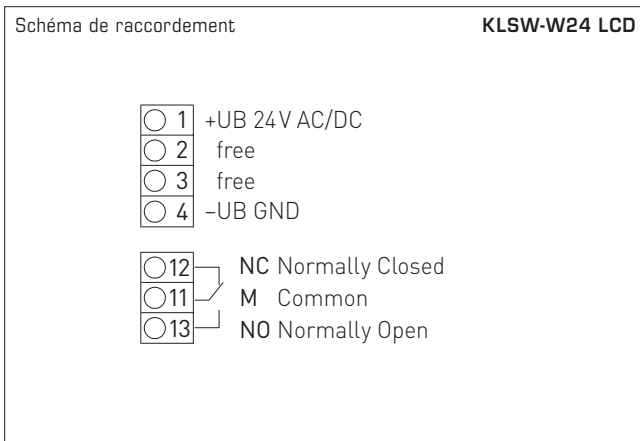 Schéma de raccordement KLSW-W24 LCD
1 +UB 24V AC/DC
2 free
3 free
4 –UB GND
12 NC Normally Closed
11 M Common
13 NO Normally Open